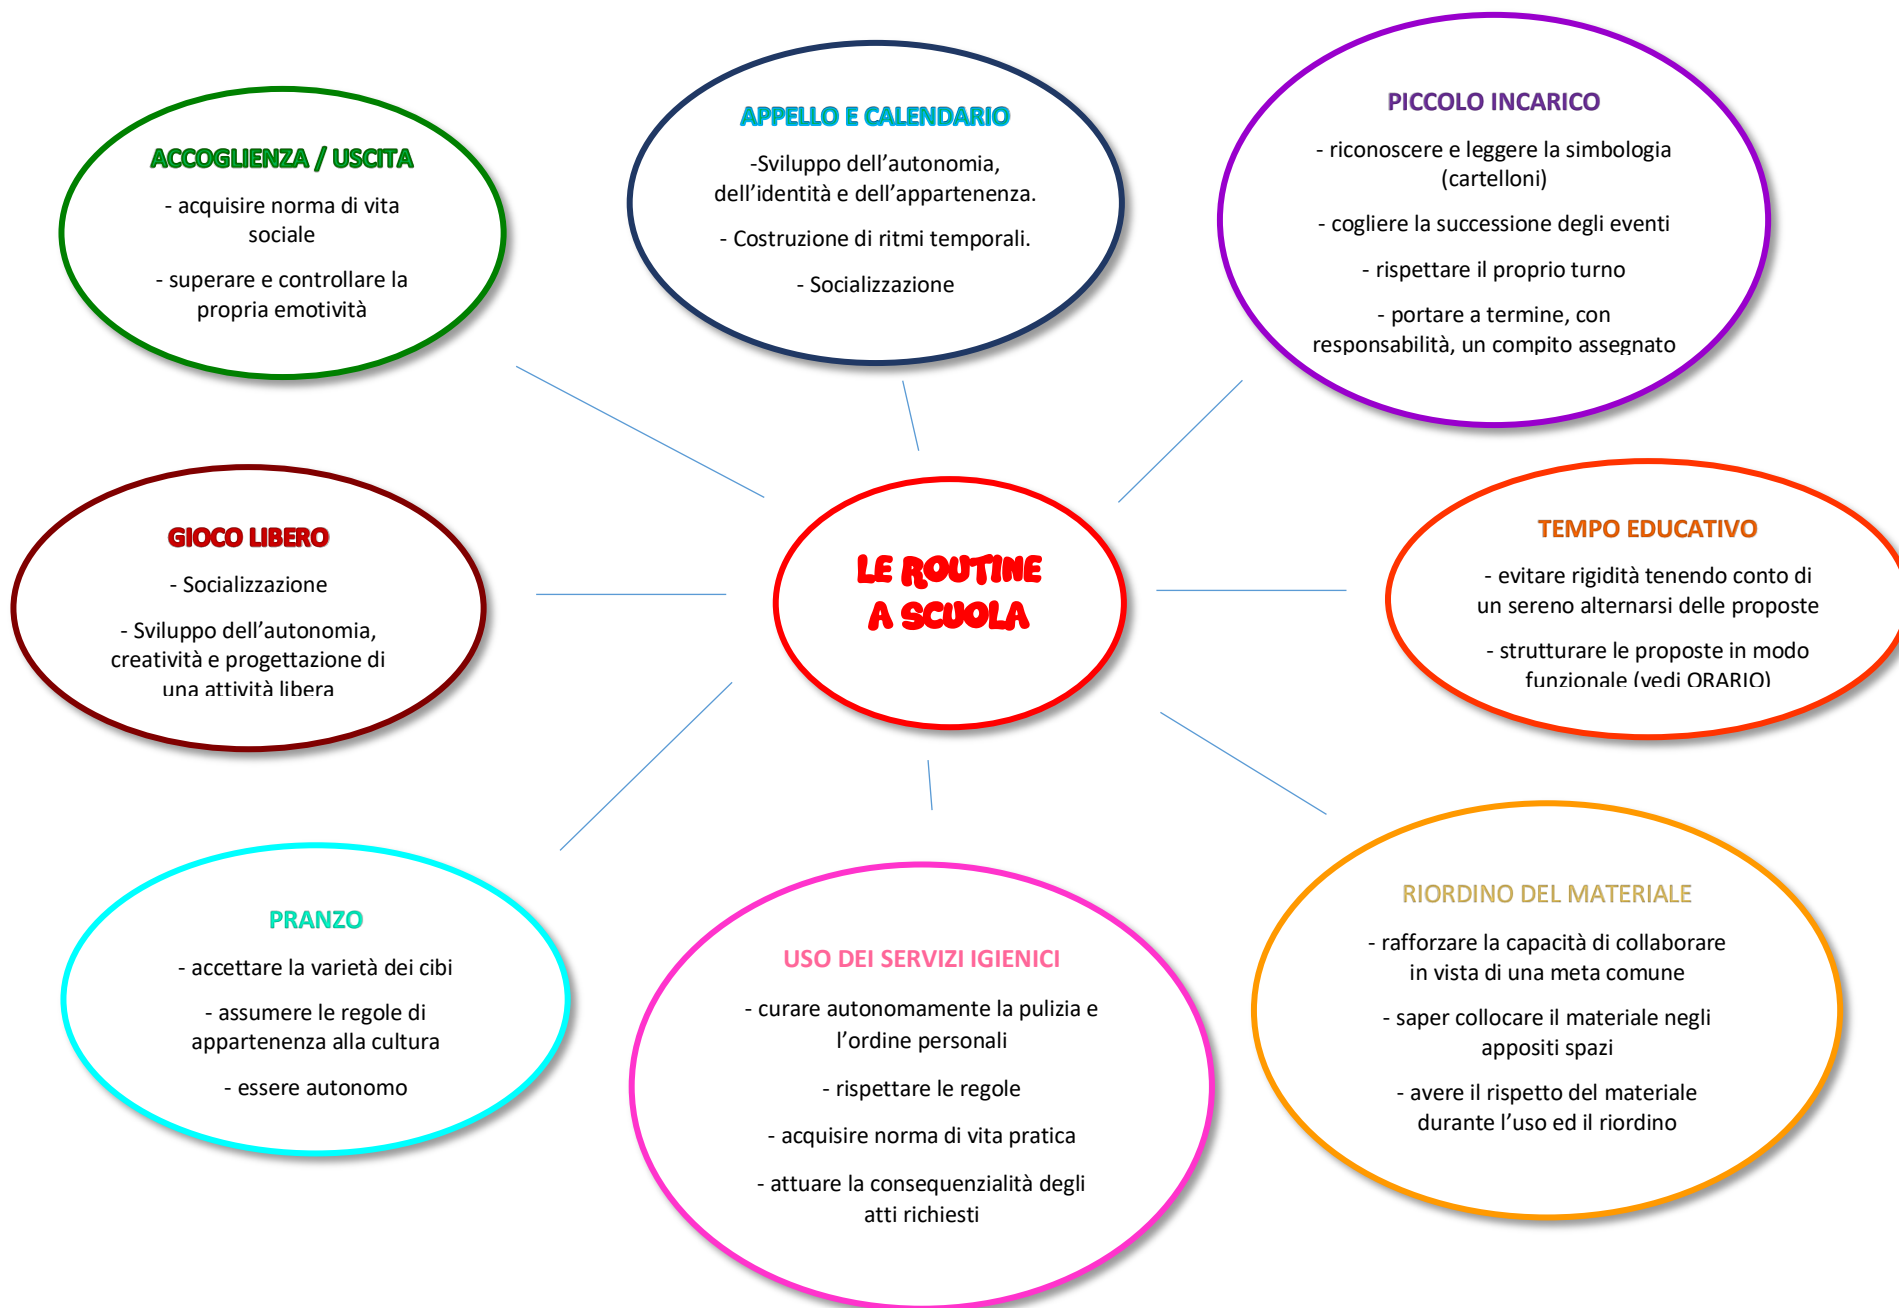 ACCOGLIENZA / USCITA
- acquisire norma di vita
sociale
- superare e controllare la
propria emotività
APPELLO E CALENDARIO
-Sviluppo dell’autonomia,
dell’identità e dell’appartenenza.
- Costruzione di ritmi temporali.
- Socializzazione
PICCOLO INCARICO
- riconoscere e leggere la simbologia
(cartelloni)
- cogliere la successione degli eventi
- rispettare il proprio turno
- portare a termine, con
responsabilità, un compito assegnato
GIOCO LIBERO
- Socializzazione
- Sviluppo dell’autonomia,
creatività e progettazione di
una attività libera
LE ROUTINE
A SCUOLA
TEMPO EDUCATIVO
- evitare rigidità tenendo conto di
un sereno alternarsi delle proposte
- strutturare le proposte in modo
funzionale (vedi ORARIO)
PRANZO
- accettare la varietà dei cibi
- assumere le regole di
appartenenza alla cultura
- essere autonomo
USO DEI SERVIZI IGIENICI
- curare autonomamente la pulizia e
l’ordine personali
- rispettare le regole
- acquisire norma di vita pratica
- attuare la consequenzialità degli
atti richiesti
RIORDINO DEL MATERIALE
- rafforzare la capacità di collaborare
in vista di una meta comune
- saper collocare il materiale negli
appositi spazi
- avere il rispetto del materiale
durante l’uso ed il riordino